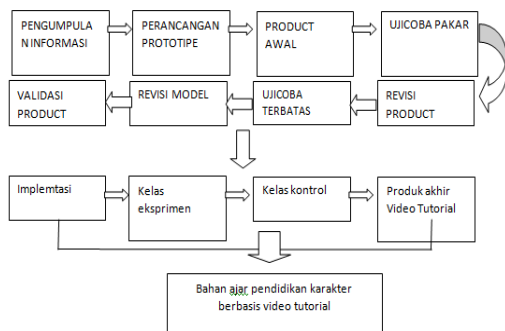 PENGUMPULA
N INFORMASI
PERANCANGAN
PROTOTIPE
PRODUCT
AWAL
UJICOBA PAKAR
VALIDASI
PRODUCT
REVISI MODEL
UJICOBA
TERBATAS
REVISI
PRODUCT
Implemtasi
Kelas
eksprimen
Kelas kontrol
Produk akhir
Video Tutorial
Bahan ajar pendidikan karakter
berbasis video tutorial